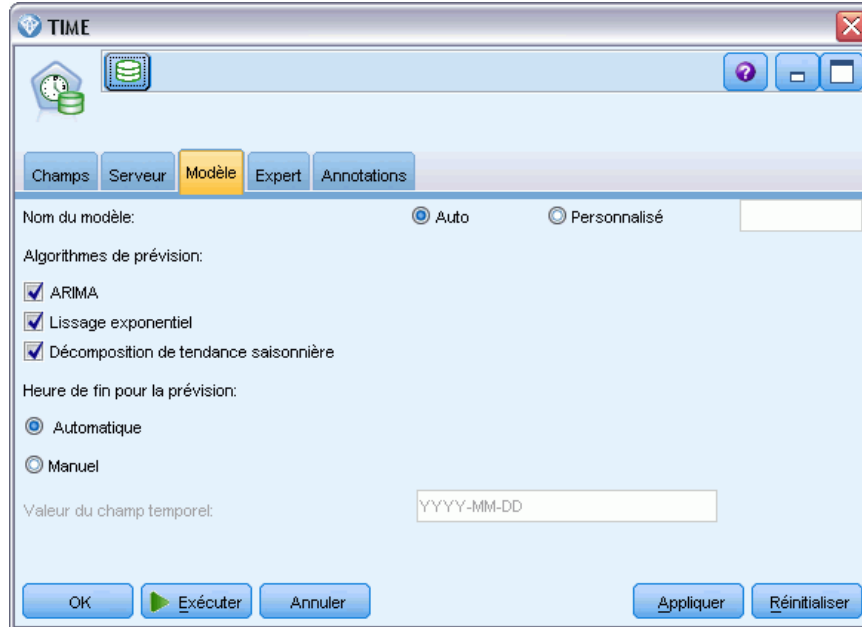 TIME
Champs Serveur Modèle Expert Annotations
Nom du modèle: Auto Personnalisé
Algorithmes de prévision:
ARIMA
Lissage exponentiel
Décomposition de tendance saisonnière
Heure de fin pour la prévision:
Automatique
Manuel
Valeur du champ temporel: YYYY-MM-DD
OK Exécuter Annuler Appliquer Réinitialiser